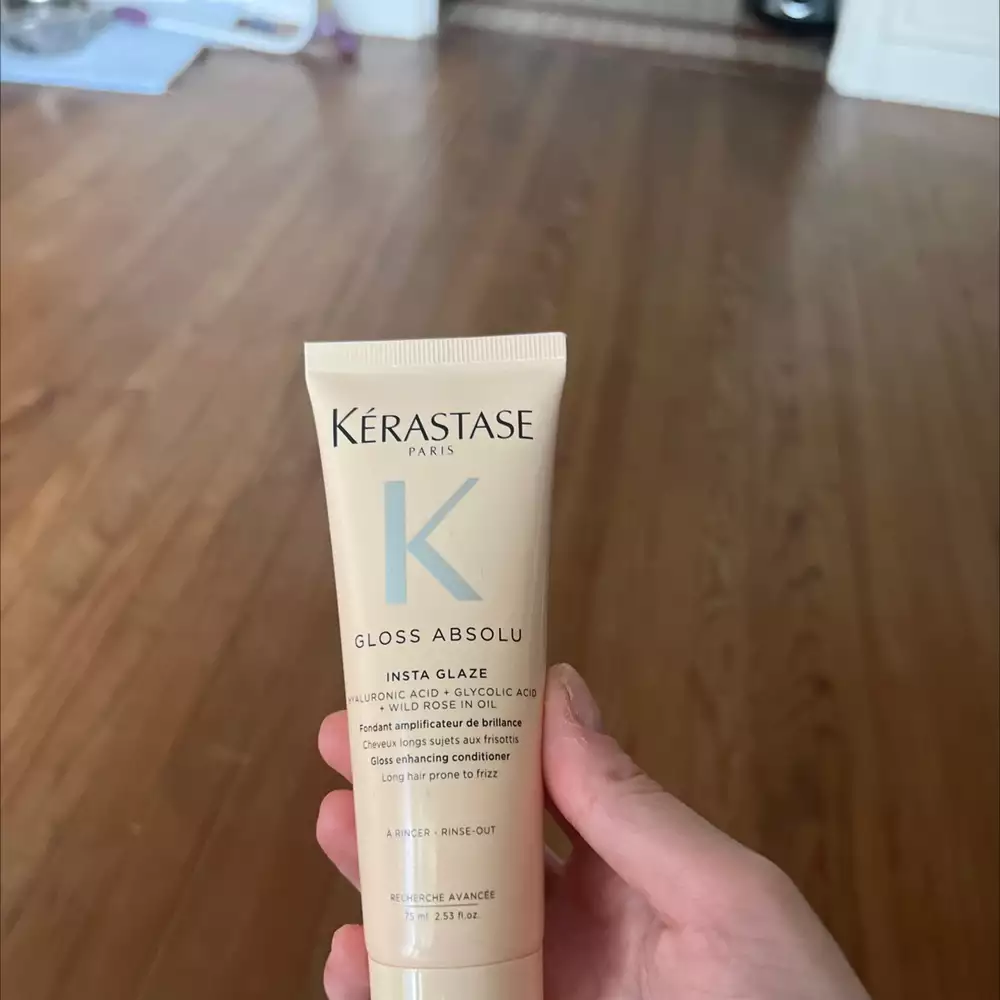 KÉRASTASE
PARIS
K
GLOSS ABSOLU
INSTA GLAZE
HYALURONIC ACID + GLYCOLIC ACID
+ WILD ROSE IN OIL
Fondant amplificateur de brillance
Cheveux longs sujets aux frisottis
Gloss enhancing conditioner
Long hair prone to frizz
À RINCER - RINSE-OUT
RECHERCHE AVANCÉE
75 ml 2.53 fl.oz.